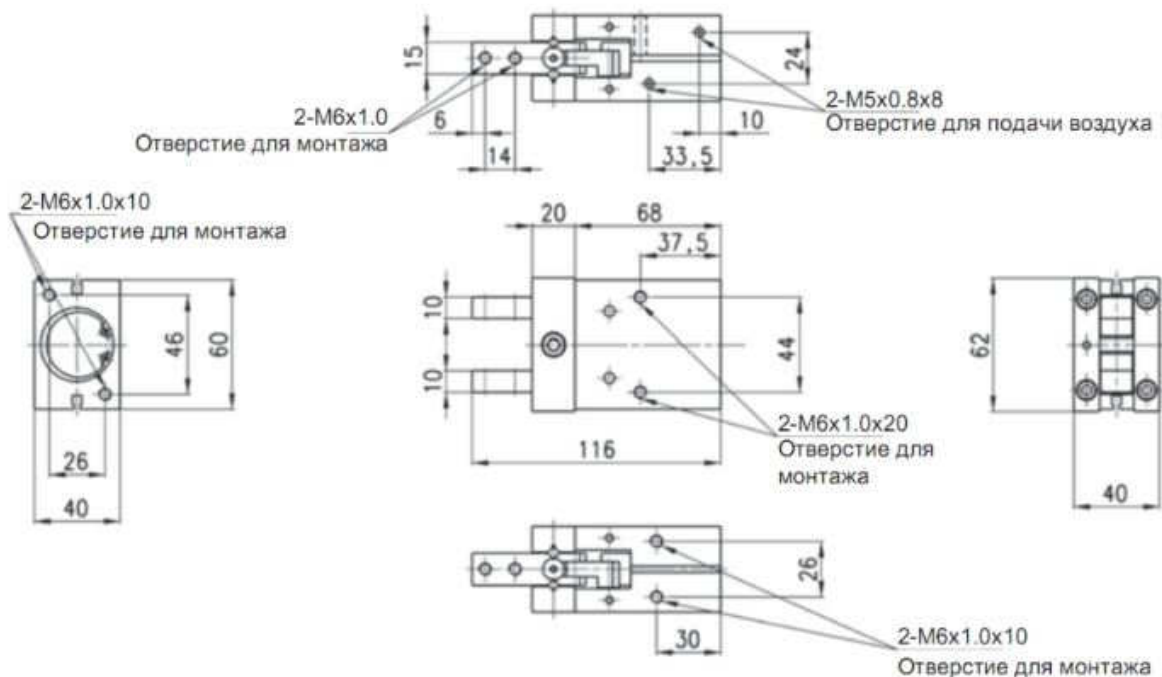 15
24
2-M6x1.0
Отверстие для монтажа
6
14
2-M5x0.8x8
Отверстие для подачи воздуха
10
33,5
2-M6x1.0x10
Отверстие для монтажа
46
60
26
40
20
68
37,5
10
10
44
116
2-M6x1.0x20
Отверстие для
монтажа
62
40
26
30
2-M6x1.0x10
Отверстие для монтажа